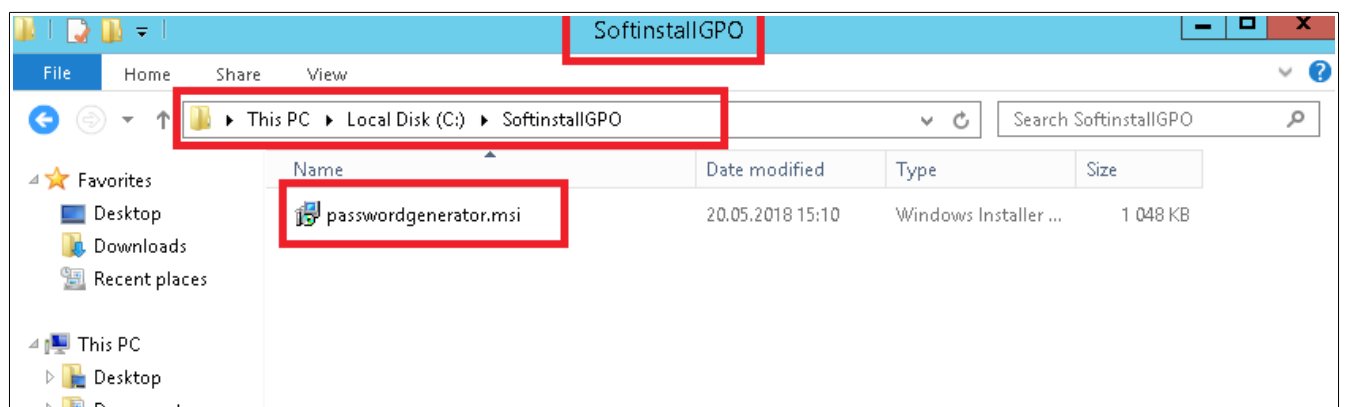 SoftinstallGPO
File Home Share View
This PC Local Disk (C:) SoftinstallGPO Search SoftinstallGPO
Name Date modified Type Size
Favorites
passwordgenerator.msi 20.05.2018 15:10 Windows Installer ... 1 048 KB
Desktop
Downloads
Recent places
This PC
Desktop